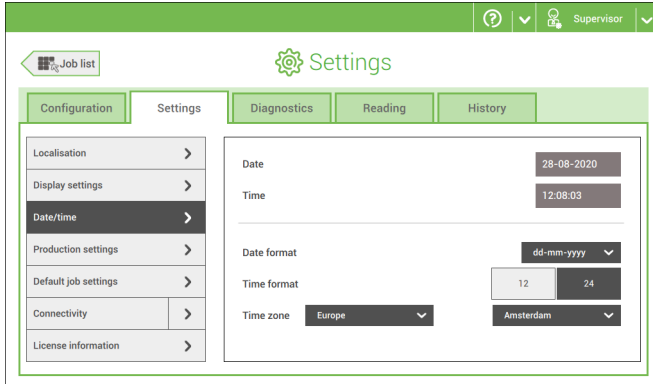 Supervisor
Job list
Settings
Configuration
Settings
Diagnostics
Reading
History
Localisation
Display settings
Date/time
Production settings
Default job settings
Connectivity
License information
Date
28-08-2020
Time
12:08:03
Date format
dd-mm-yyyy
Time format
12
24
Time zone
Europe
Amsterdam